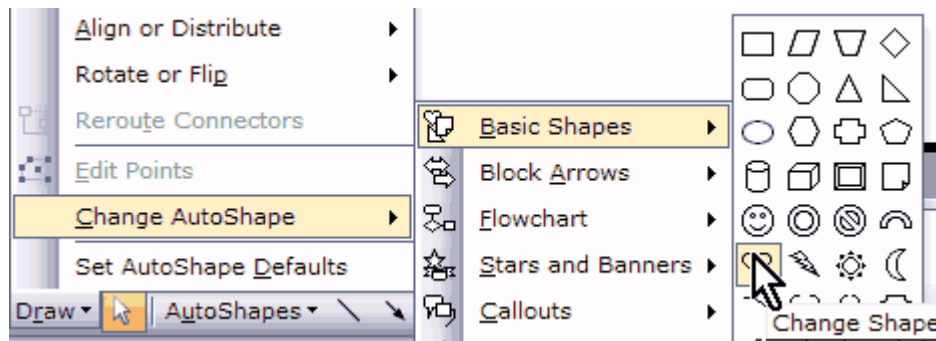 Align or Distribute
Rotate or Flip
Reroute Connectors
Edit Points
Change AutoShape
Set AutoShape Defaults
Draw
AutoShapes
Basic Shapes
Block Arrows
Flowchart
Stars and Banners
Callouts
Change Shape